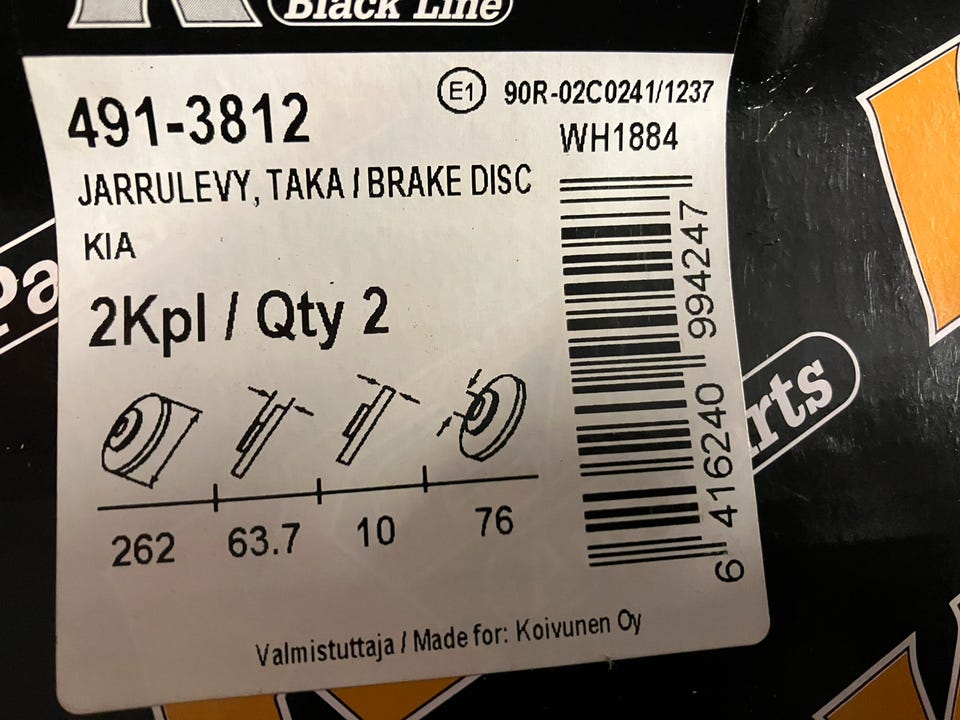 Black Line
491-3812
E1 90R-02C0241/1237
WH1884
JARRULEVY, TAKA / BRAKE DISC
KIA
2Kpl / Qty 2
262 63.7 10 76
6 416240 994247
Valmistuttaja / Made for: Koivunen Oy